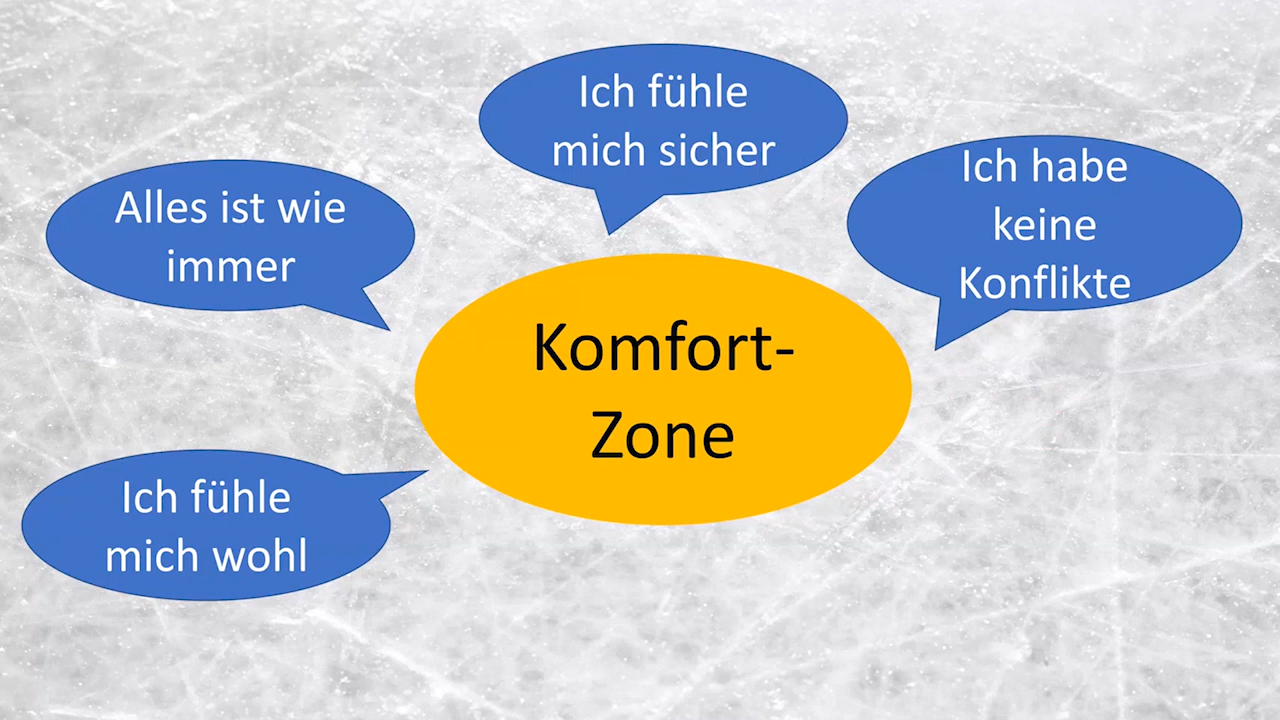 Ich fühle
mich sicher
Ich habe
keine
Konflikte
Alles ist wie
immer
Komfort-
Zone
Ich fühle
mich wohl